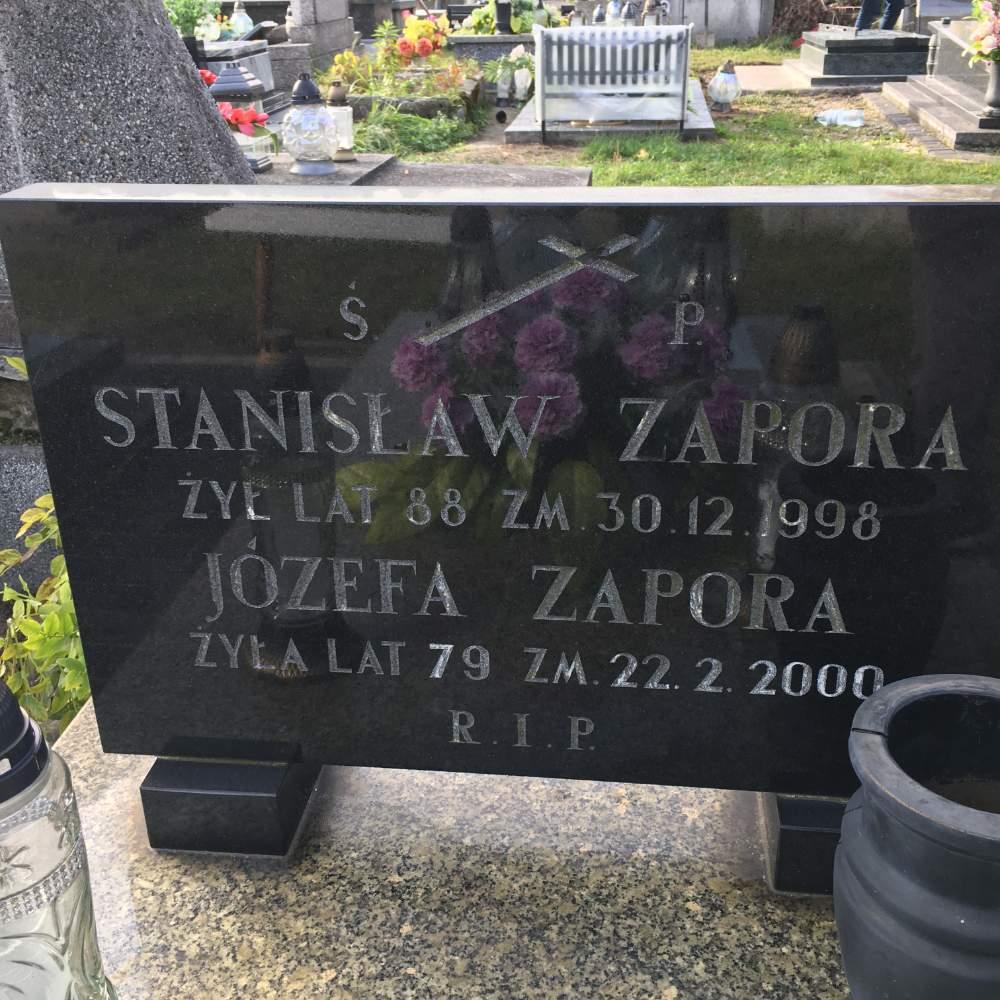 Ś. P.
STANISŁAW ZAPORA
ŻYŁ LAT 88 ZM. 30.12.1998
JÓZEFA ZAPORA
ŻYŁA LAT 79 ZM. 22.2.2000
R.I.P.